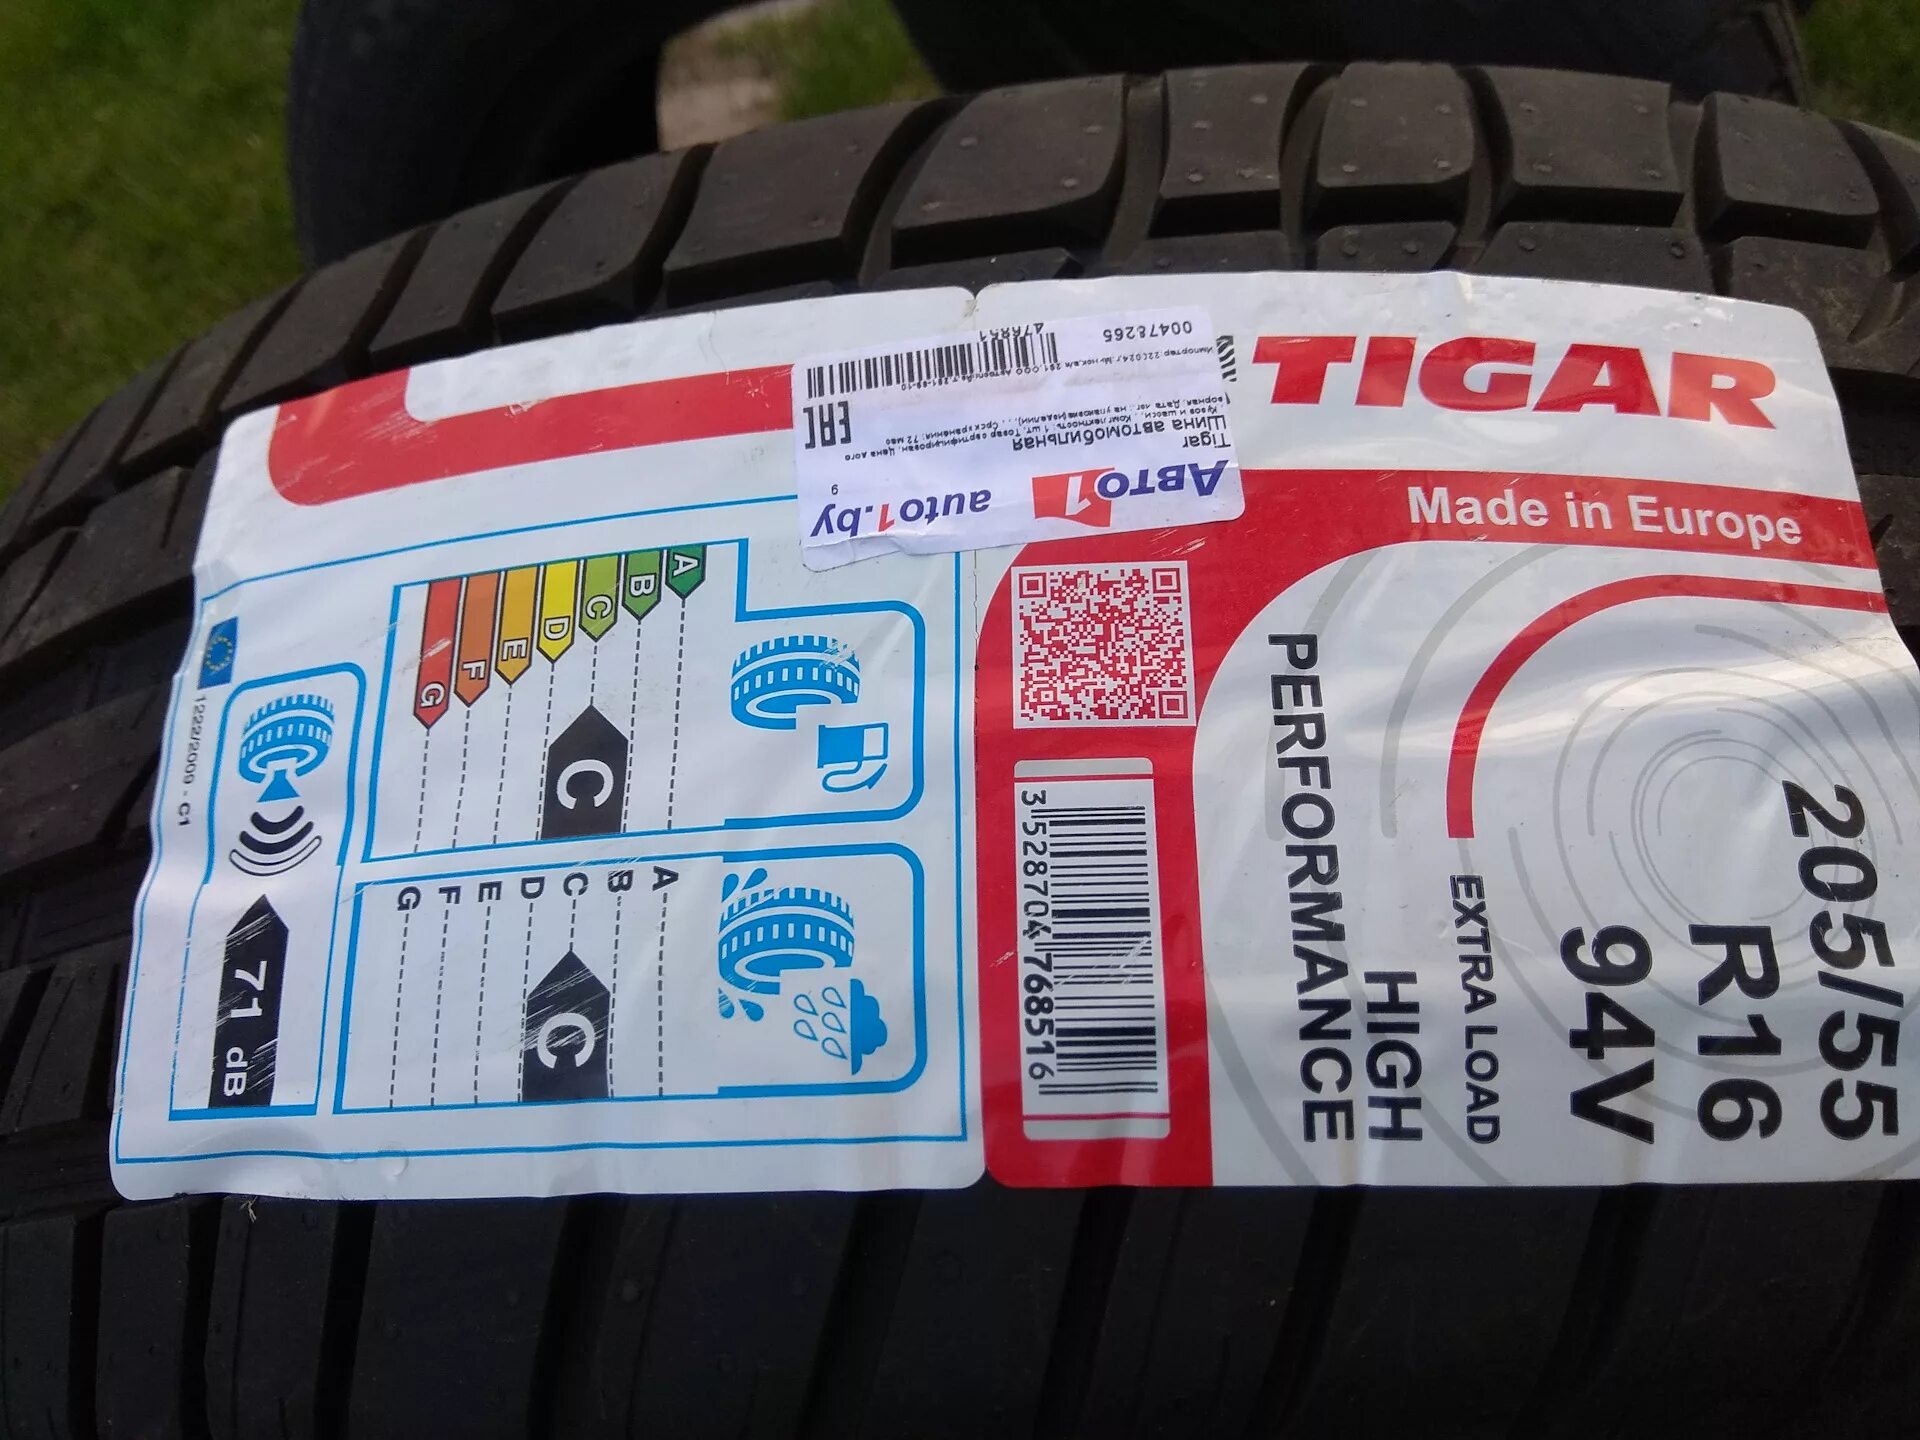 TIGAR
Made in Europe
205/55
R16
94V
EXTRA LOAD
HIGH
PERFORMANCE
3 528704 768516
Авто1 auto1.by
Tigar
Шина автомобильная
EAC
00478265
476851
A
B
C
D
E
F
G
C
A
B
C
D
E
F
G
C
71 dB
1222/2009 - C1